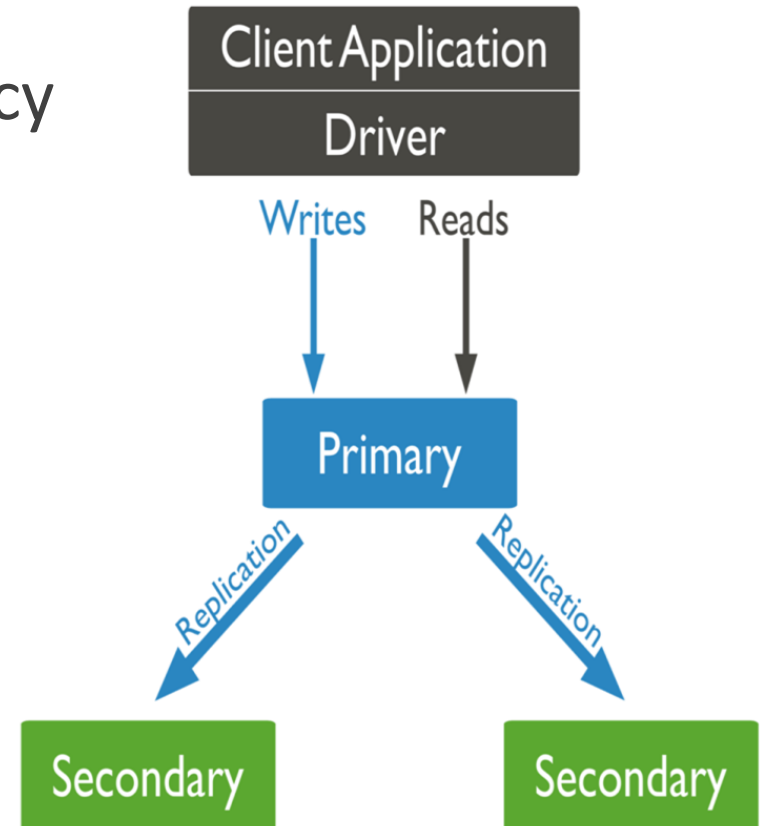 cy
Client Application
Driver
Writes Reads
Primary
Replication Replication
Secondary Secondary